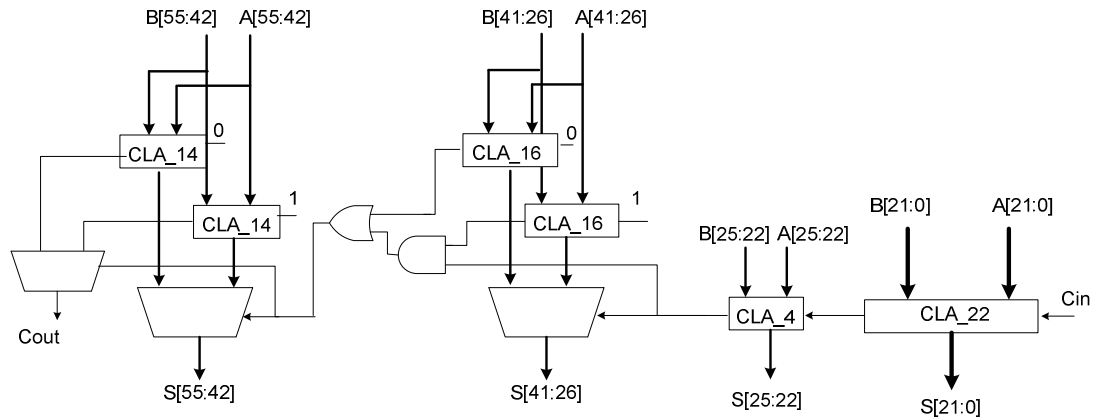 B[55:42] A[55:42] B[41:26] A[41:26]
0 0
CLA_14 CLA_16
1 1
CLA_14 CLA_16
B[21:0] A[21:0]
B[25:22] A[25:22]
Cin
CLA_4 CLA_22
Cout
S[55:42] S[41:26] S[25:22] S[21:0]